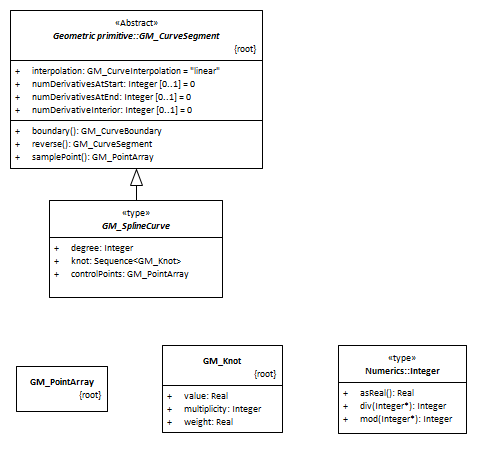 «Abstract»
Geometric primitive::GM_CurveSegment
{root}
+ interpolation: GM_CurveInterpolation = "linear"
+ numDerivativesAtStart: Integer [0..1] = 0
+ numDerivativesAtEnd: Integer [0..1] = 0
+ numDerivativeInterior: Integer [0..1] = 0
+ boundary(): GM_CurveBoundary
+ reverse(): GM_CurveSegment
+ samplePoint(): GM_PointArray
«type»
GM_SplineCurve
+ degree: Integer
+ knot: Sequence<GM_Knot>
+ controlPoints: GM_PointArray
GM_PointArray
{root}
GM_Knot
{root}
+ value: Real
+ multiplicity: Integer
+ weight: Real
«type»
Numerics::Integer
+ asReal(): Real
+ div(Integer*): Integer
+ mod(Integer*): Integer